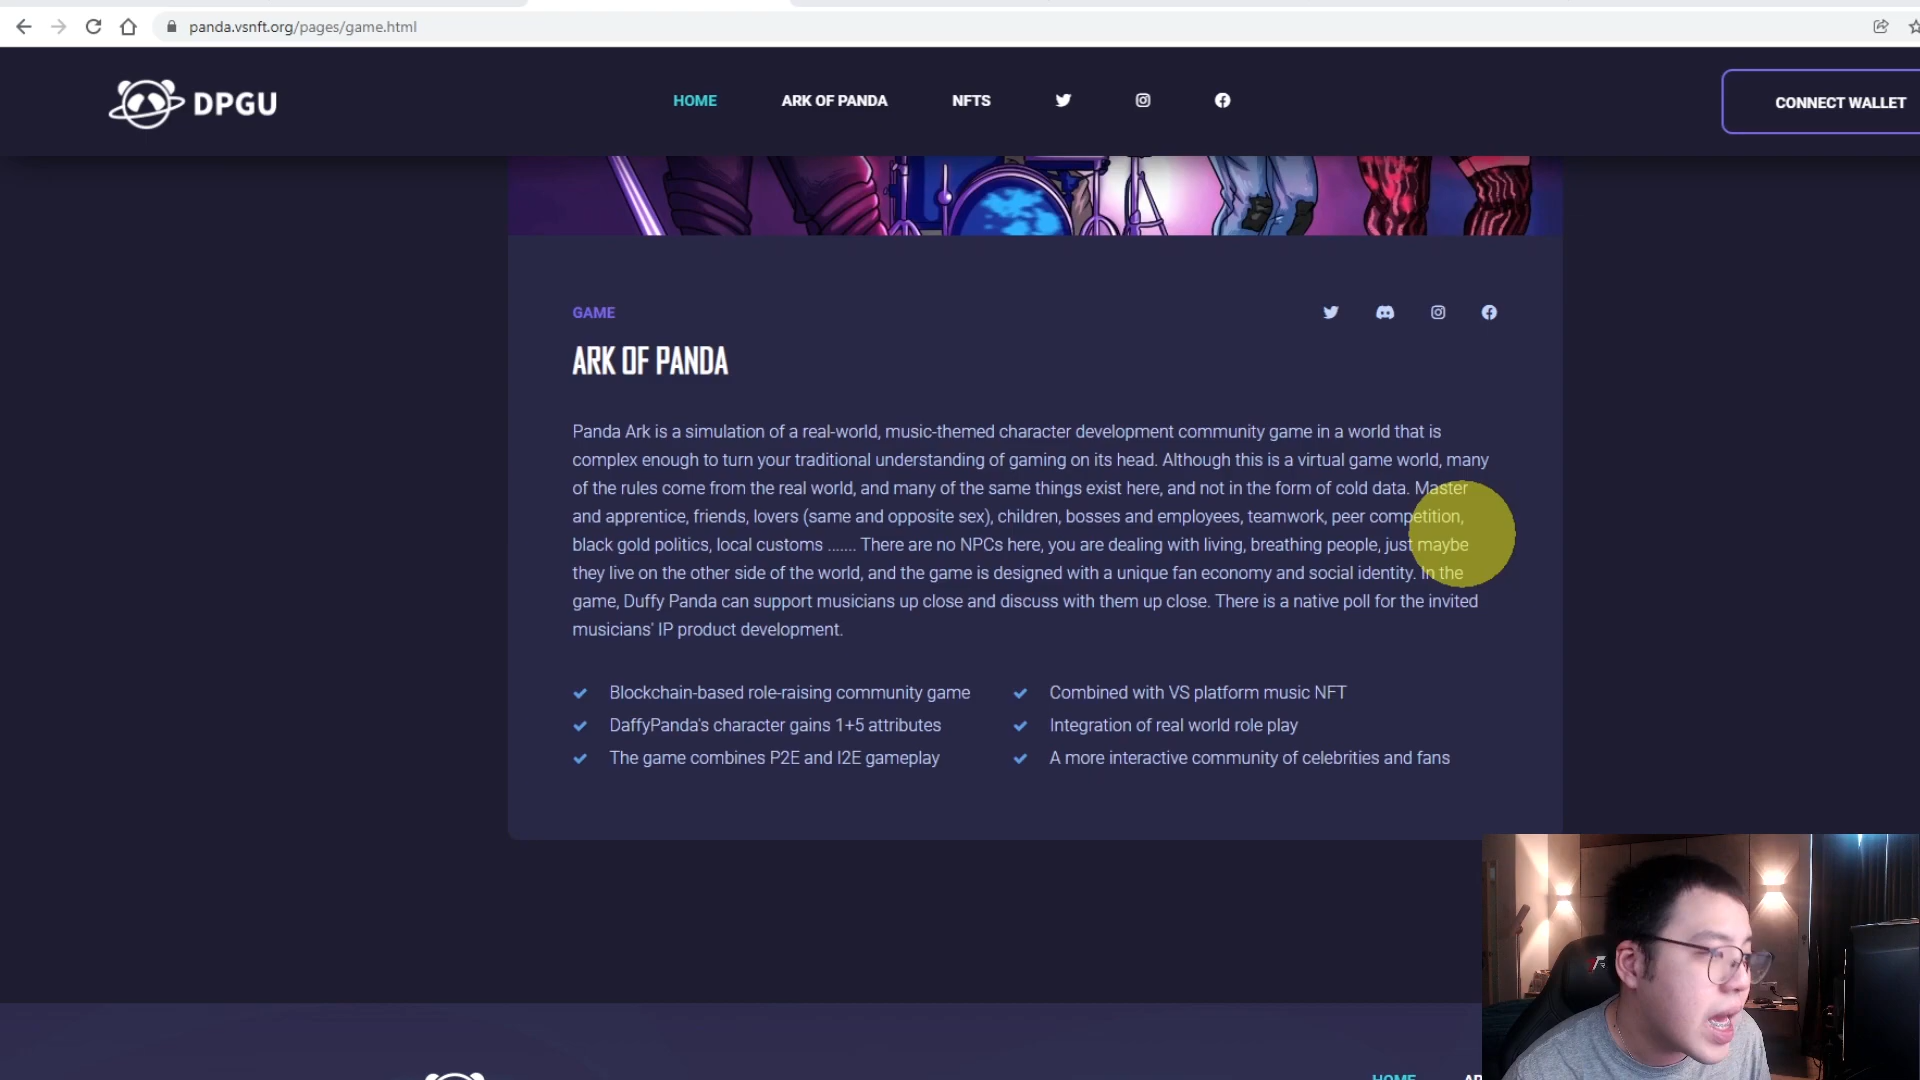 panda.vsnft.org/pages/game.html
DPGU
HOME
ARK OF PANDA
NFTS
CONNECT WALLET
GAME
ARK OF PANDA
Panda Ark is a simulation of a real-world, music-themed character development community game in a world that is
complex enough to turn your traditional understanding of gaming on its head. Although this is a virtual game world, many
of the rules come from the real world, and many of the same things exist here, and not in the form of cold data. Master
and apprentice, friends, lovers (same and opposite sex), children, bosses and employees, teamwork, peer competition,
black gold politics, local customs ....... There are no NPCs here, you are dealing with living, breathing people, just maybe
they live on the other side of the world, and the game is designed with a unique fan economy and social identity. In the
game, Duffy Panda can support musicians up close and discuss with them up close. There is a native poll for the invited
musicians' IP product development.
Blockchain-based role-raising community game
Combined with VS platform music NFT
DaffyPanda's character gains 1+5 attributes
Integration of real world role play
The game combines P2E and I2E gameplay
A more interactive community of celebrities and fans
HOME